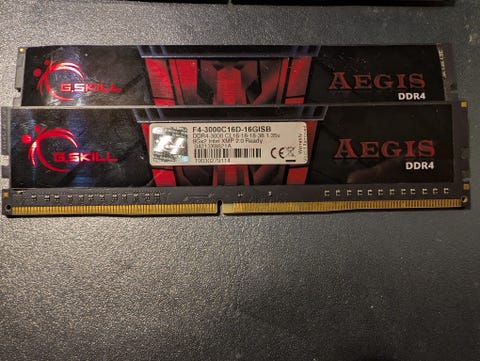 G.SKILL
AEGIS
DDR4
G.SKILL
F4-3000C16D-16GISB
DDR4-3000 CL16-18-18-38 1.35v
8Gx2 Intel XMP 2.0 Ready
AEGIS
DDR4